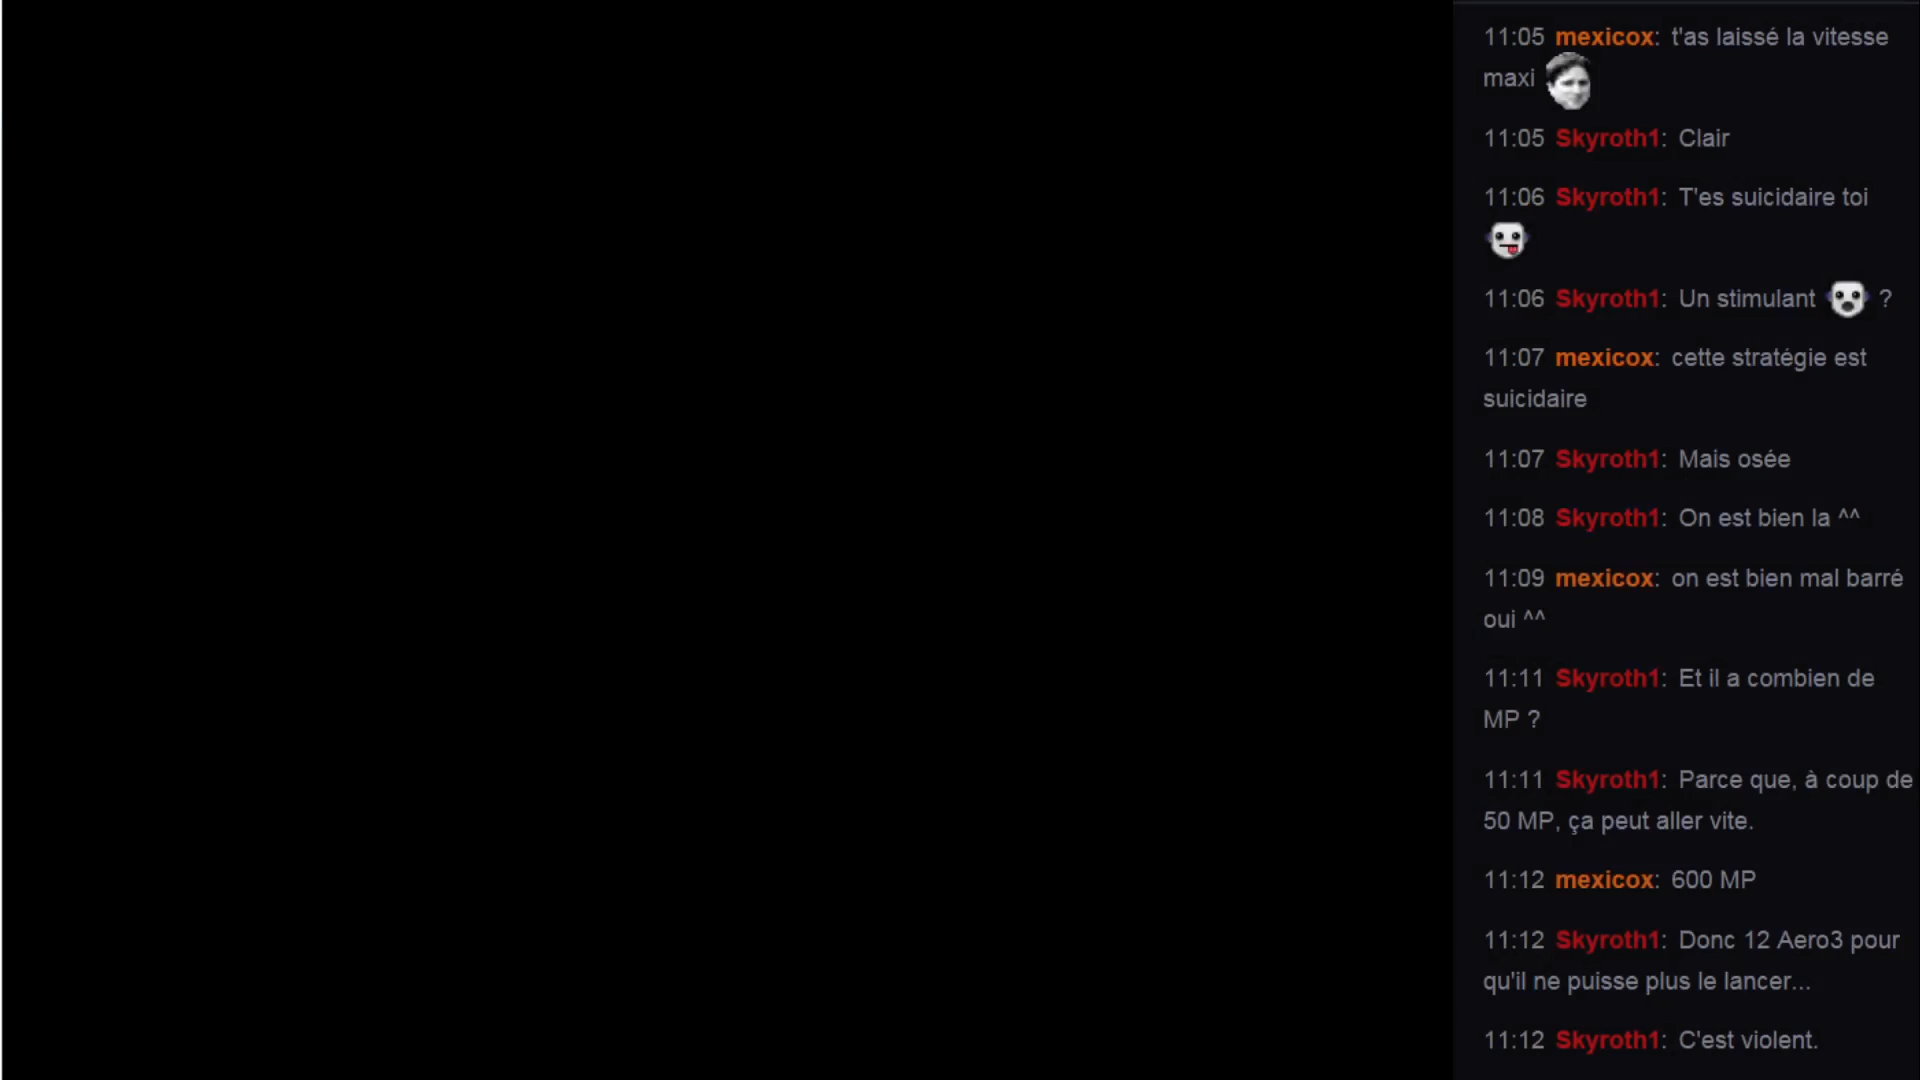 11:05 mexicox: t'as laissé la vitesse
maxi
11:05 Skyroth1: Clair
11:06 Skyroth1: T'es suicidaire toi
11:06 Skyroth1: Un stimulant ?
11:07 mexicox: cette stratégie est
suicidaire
11:07 Skyroth1: Mais osée
11:08 Skyroth1: On est bien la ^^
11:09 mexicox: on est bien mal barré
oui ^^
11:11 Skyroth1: Et il a combien de
MP ?
11:11 Skyroth1: Parce que, à coup de
50 MP, ça peut aller vite.
11:12 mexicox: 600 MP
11:12 Skyroth1: Donc 12 Aero3 pour
qu'il ne puisse plus le lancer...
11:12 Skyroth1: C'est violent.